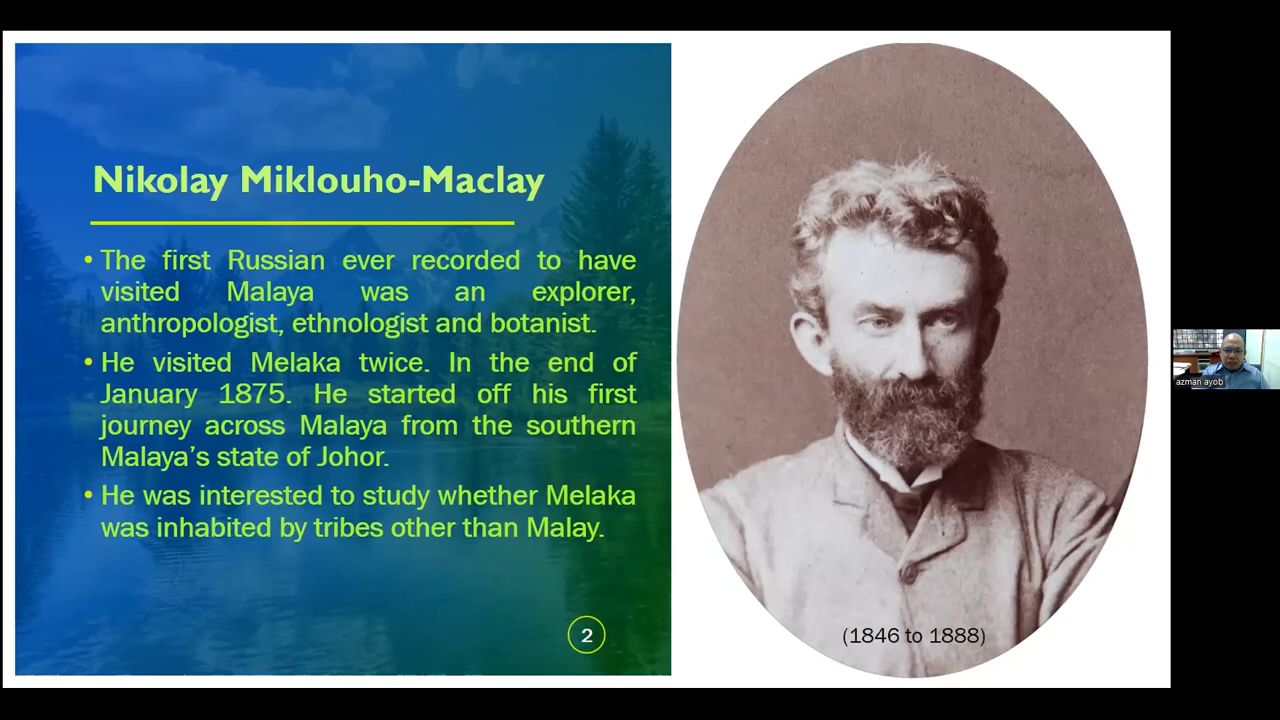 Nikolay Miklouho-Maclay
• The first Russian ever recorded to have
visited Malaya was an explorer,
anthropologist, ethnologist and botanist.
• He visited Melaka twice. In the end of
January 1875. He started off his first
journey across Malaya from the southern
Malaya’s state of Johor.
• He was interested to study whether Melaka
was inhabited by tribes other than Malay.
2
(1846 to 1888)
azman ayob